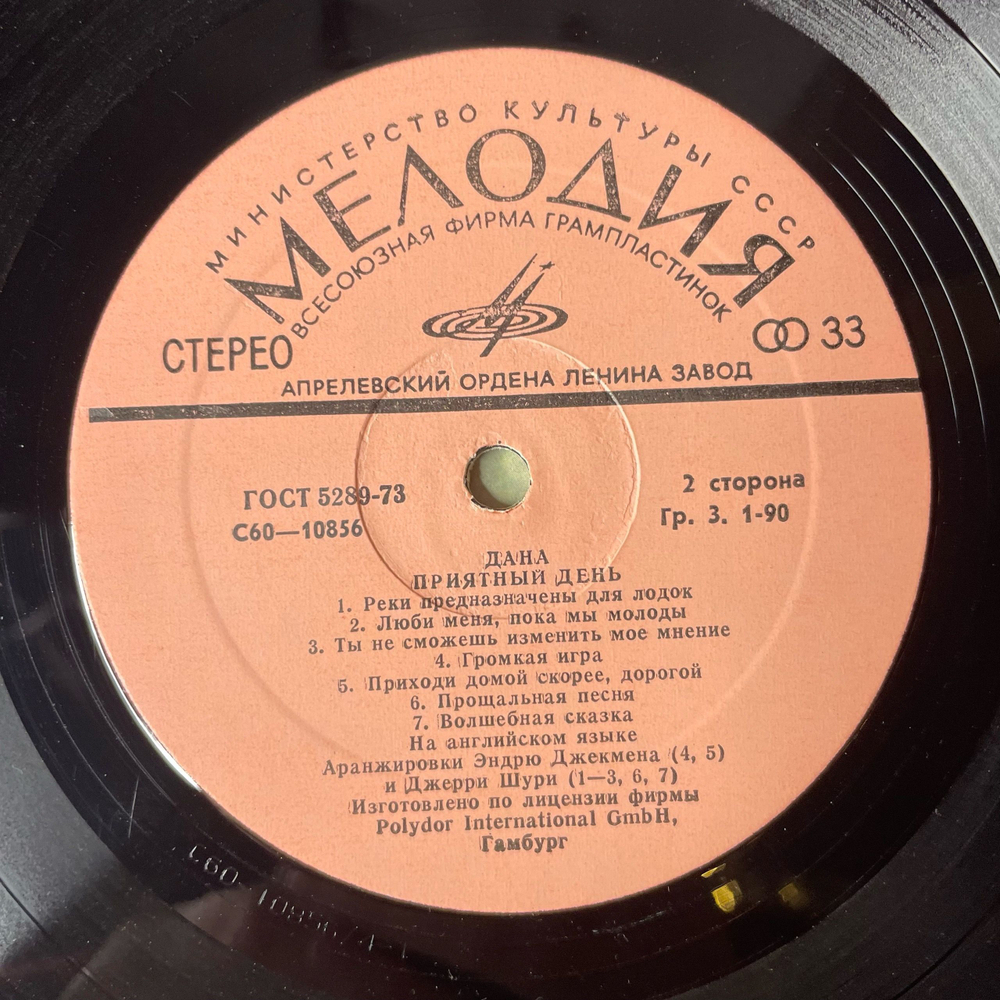 МИНИСТЕРСТВО КУЛЬТУРЫ СССР
МЕЛОДИЯ
ВСЕСОЮЗНАЯ ФИРМА ГРАМПЛАСТИНОК
СТЕРЕО
33
АПРЕЛЕВСКИЙ ОРДЕНА ЛЕНИНА ЗАВОД
ГОСТ 5289-73
2 сторона
С60—10856
Гр. 3. 1-90
ДАНА
ПРИЯТНЫЙ ДЕНЬ
1. Реки предназначены для лодок
2. Люби меня, пока мы молоды
3. Ты не сможешь изменить мое мнение
4. Громкая игра
5. Приходи домой скорее, дорогой
6. Прощальная песня
7. Волшебная сказка
На английском языке
Аранжировки Эндрю Джекмена (4, 5)
и Джерри Шури (1—3, 6, 7)
Изготовлено по лицензии фирмы
Polydor International GmbH,
Гамбург